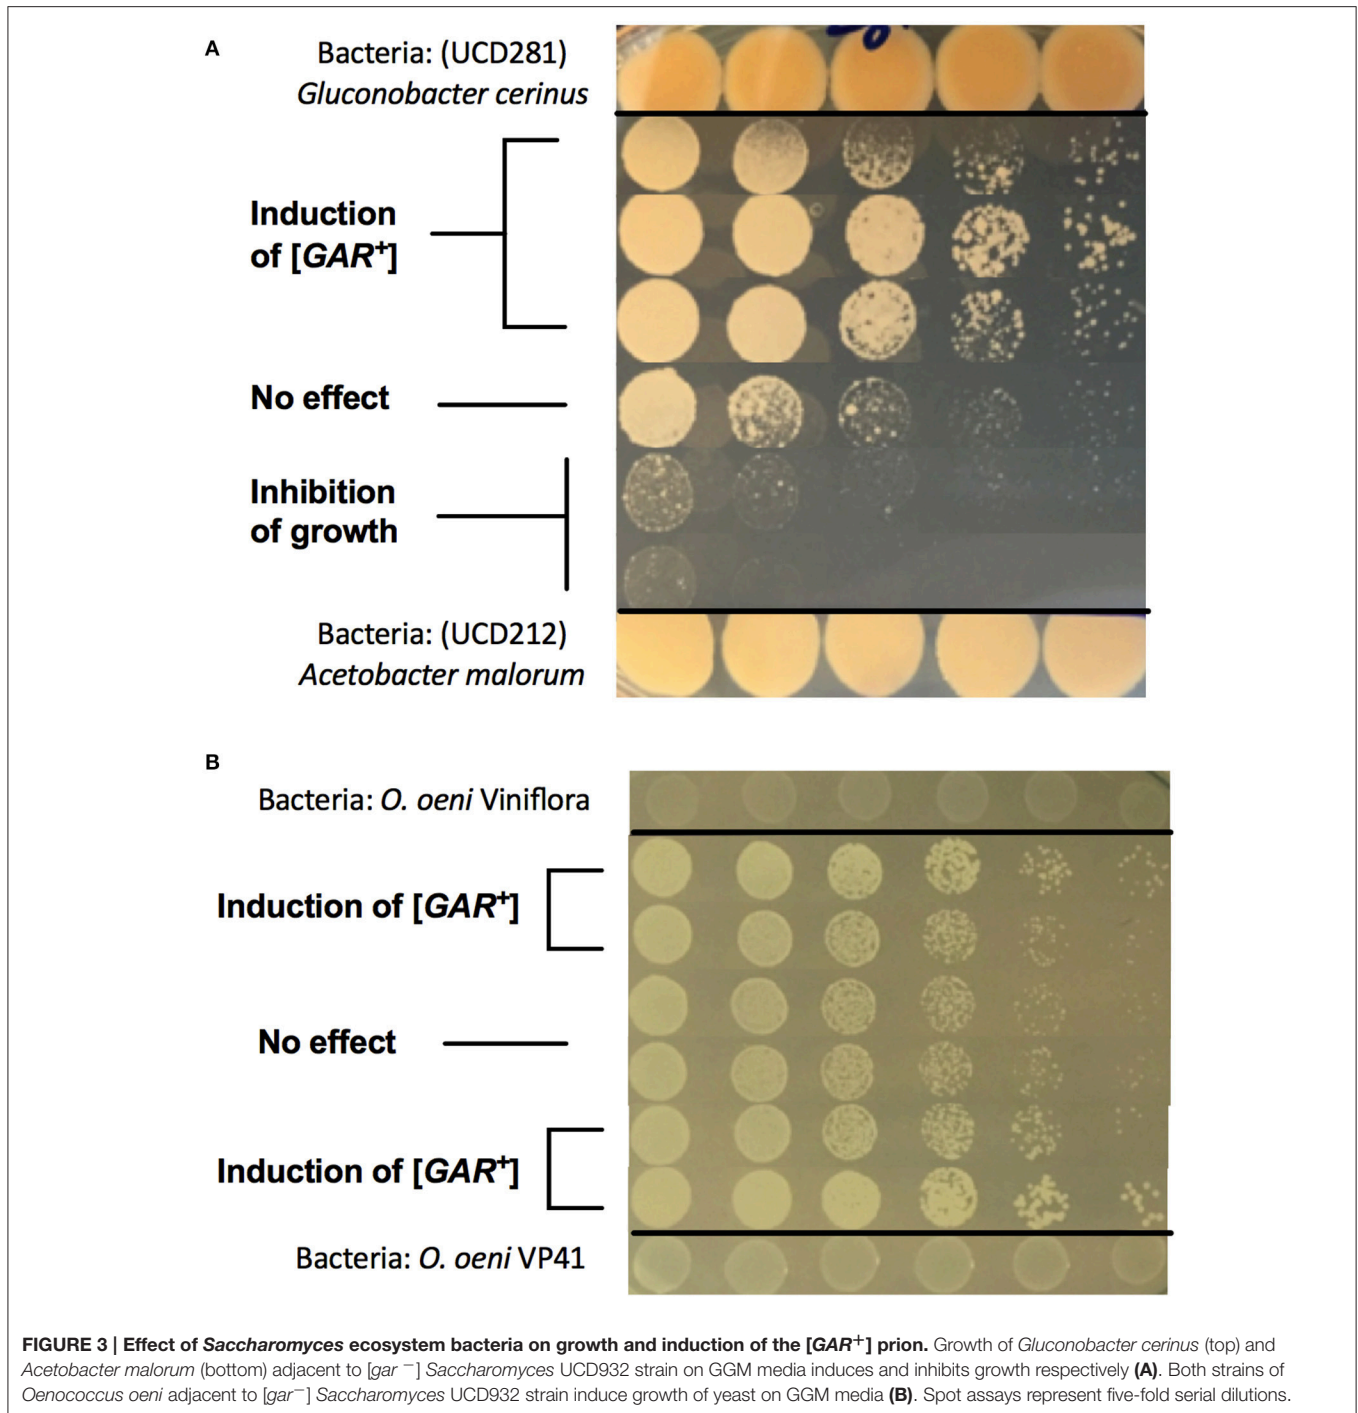 A
Bacteria: (UCD281)
Gluconobacter cerinus
Induction
of [GAR+]
No effect
Inhibition
of growth
Bacteria: (UCD212)
Acetobacter malorum
B
Bacteria: O. oeni Viniflora
Induction of [GAR+]
No effect
Induction of [GAR+]
Bacteria: O. oeni VP41
FIGURE 3 | Effect of Saccharomyces ecosystem bacteria on growth and induction of the [GAR+] prion. Growth of Gluconobacter cerinus (top) and
Acetobacter malorum (bottom) adjacent to [gar −] Saccharomyces UCD932 strain on GGM media induces and inhibits growth respectively (A). Both strains of
Oenococcus oeni adjacent to [gar−] Saccharomyces UCD932 strain induce growth of yeast on GGM media (B). Spot assays represent five-fold serial dilutions.